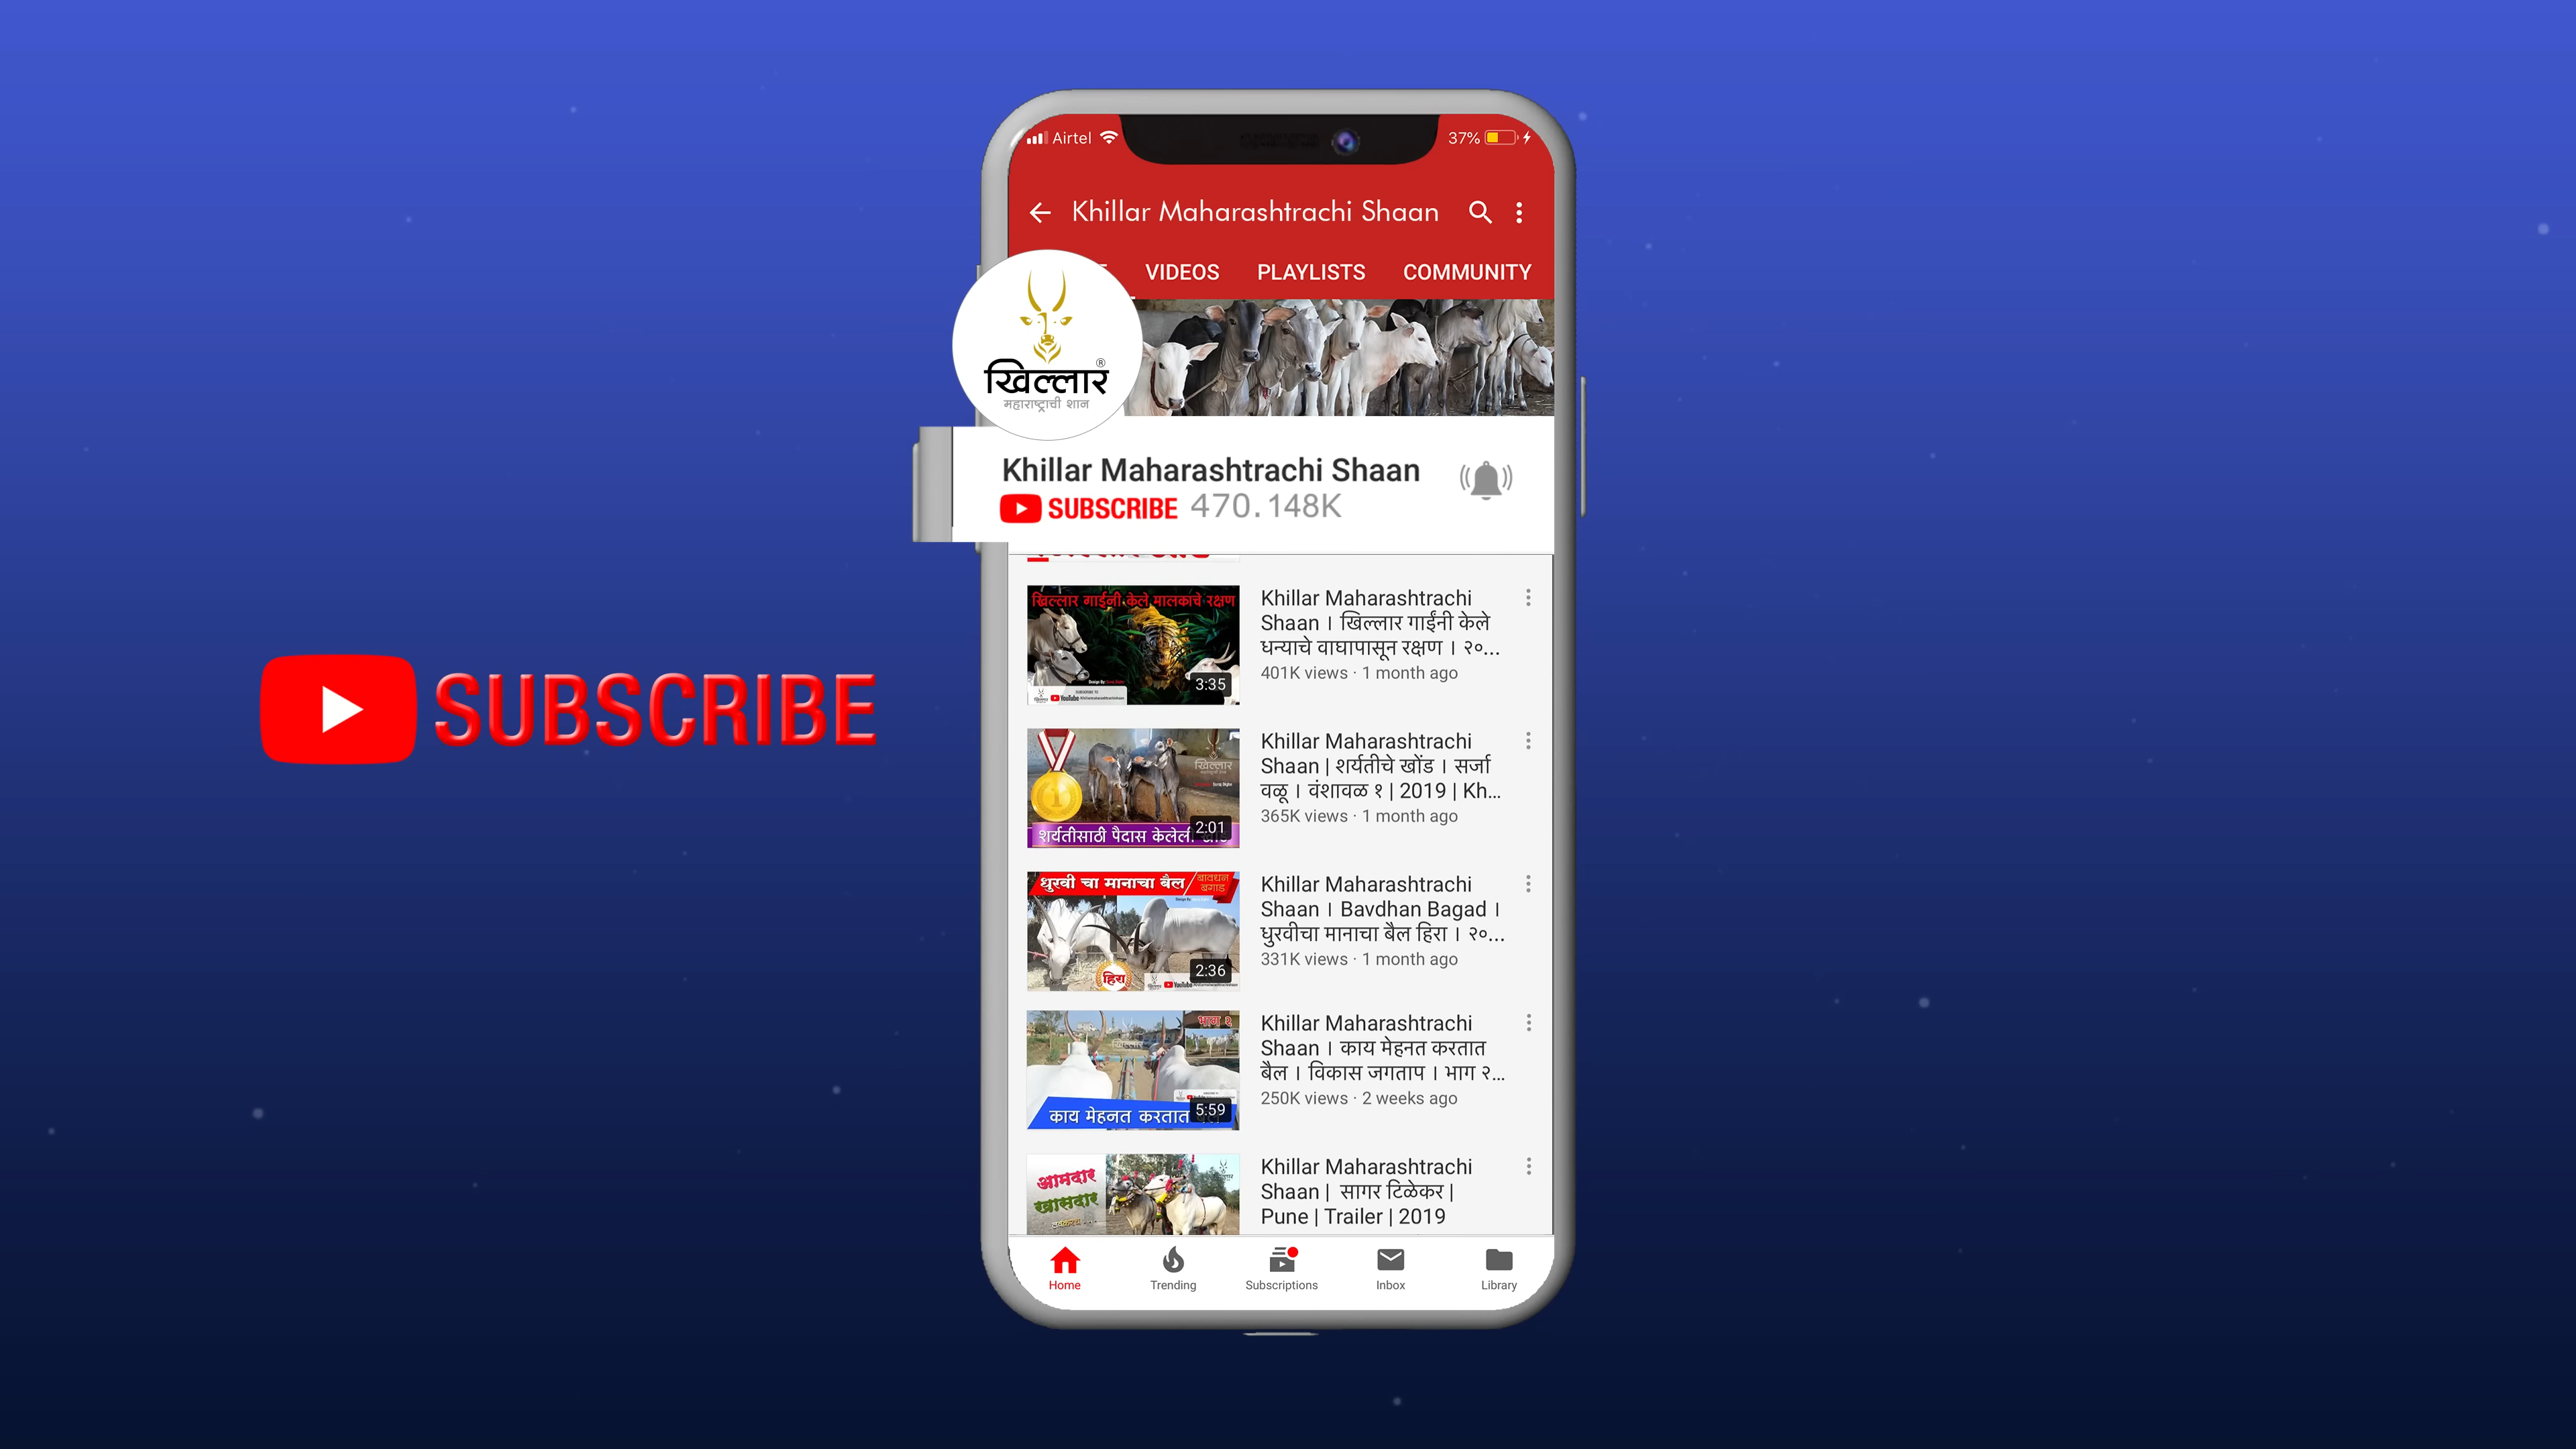 Airtel
37%
Khillar Maharashtrachi Shaan
VIDEOS PLAYLISTS COMMUNITY
खिल्लार®
महाराष्ट्राची शान
Khillar Maharashtrachi Shaan
SUBSCRIBE 470.148K
SUBSCRIBE
खिल्लार गाईंनी केले मालकाचे रक्षण
SUBSCRIBE TO
YouTube
3:35
Khillar Maharashtrachi
Shaan । खिल्लार गाईंनी केले
धन्याचे वाघापासून रक्षण । २०...
401K views · 1 month ago
खिल्लार
शर्यतीसाठी पैदास केलेली
2:01
Khillar Maharashtrachi
Shaan | शर्यतीचे खोंड । सर्जा
वळू । वंशावळ १ | 2019 | Kh...
365K views · 1 month ago
धुरवी चा मानाचा बैल
बावधन
बगाड
हिरा
YouTube
2:36
Khillar Maharashtrachi
Shaan । Bavdhan Bagad ।
धुरवीचा मानाचा बैल हिरा । २०...
331K views · 1 month ago
भाग २
खिल्लार
काय मेहनत करतात
5:59
Khillar Maharashtrachi
Shaan । काय मेहनत करतात
बैल । विकास जगताप । भाग २...
250K views · 2 weeks ago
आमदार
खासदार
Khillar Maharashtrachi
Shaan | सागर टिळेकर |
Pune | Trailer | 2019
Home Trending Subscriptions Inbox Library